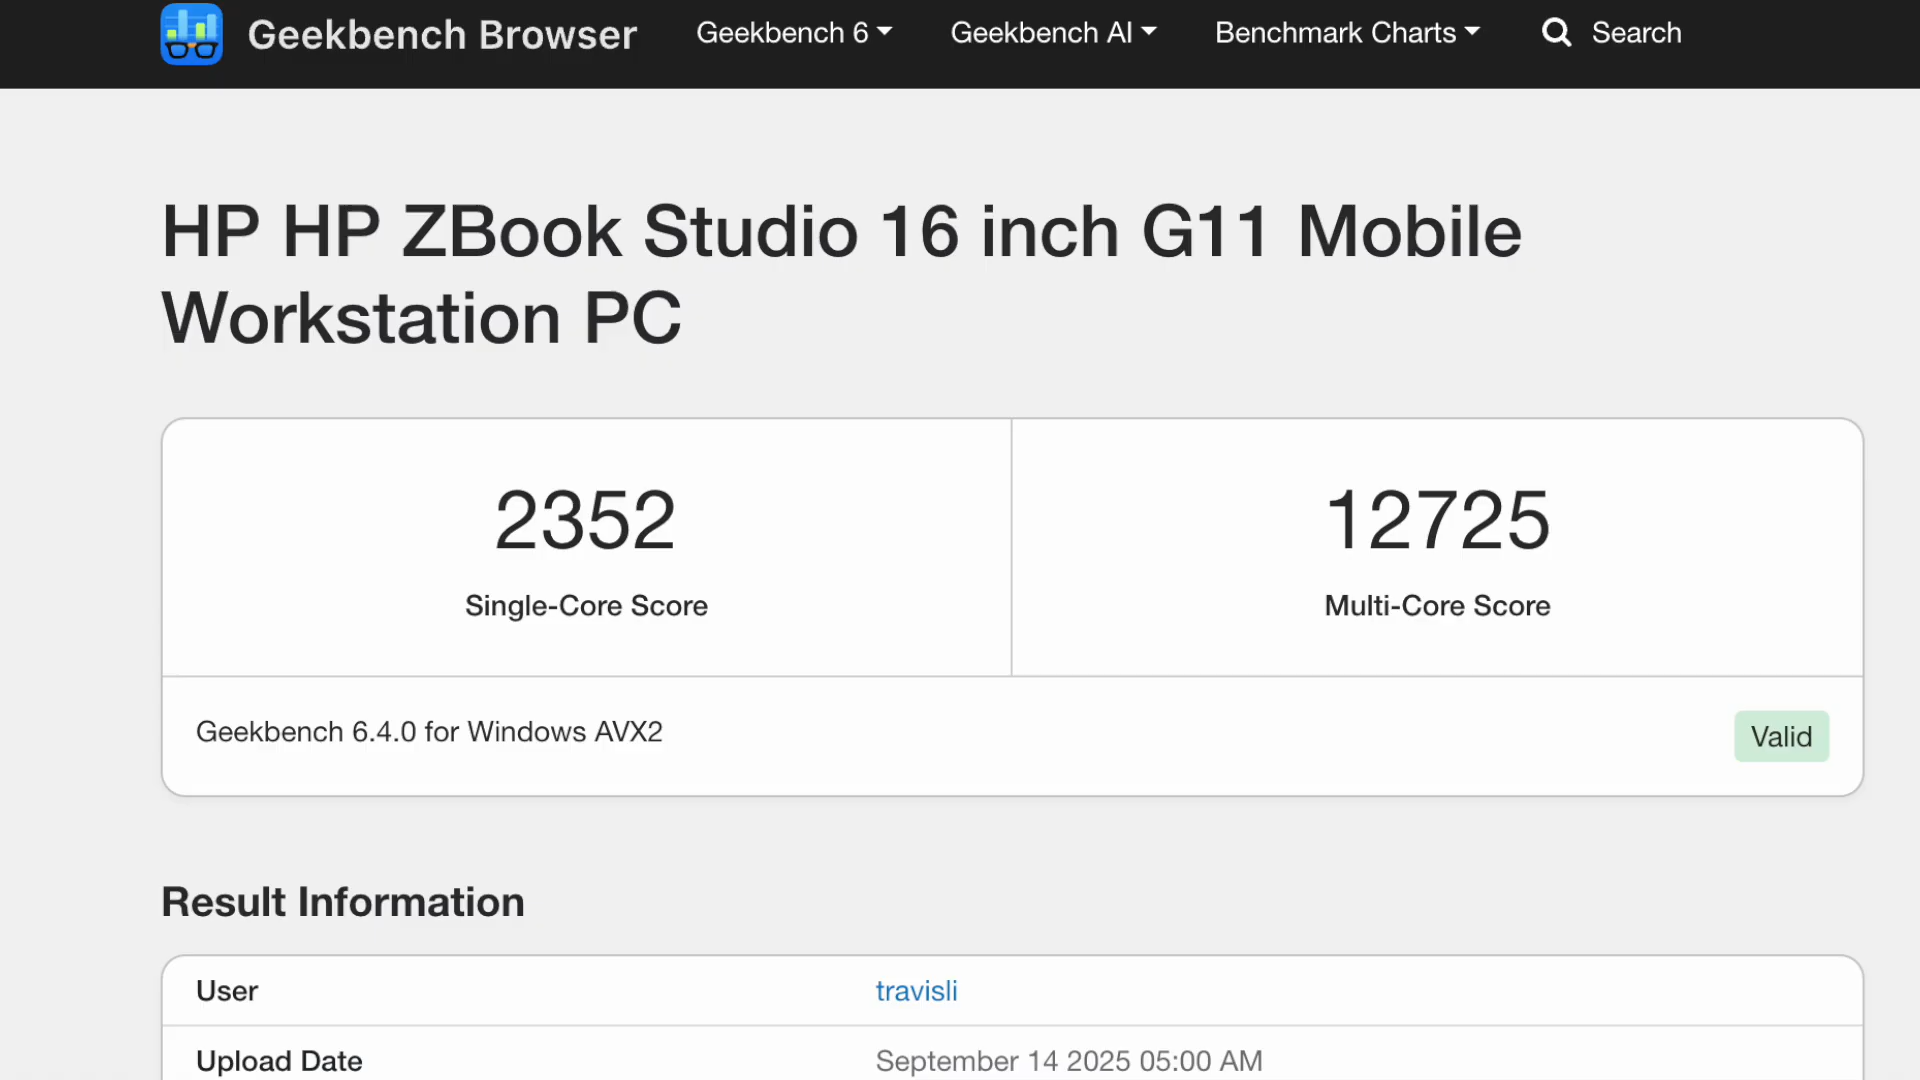 Geekbench Browser Geekbench 6 Geekbench AI Benchmark Charts Search
HP HP ZBook Studio 16 inch G11 Mobile
Workstation PC
2352 12725
Single-Core Score Multi-Core Score
Geekbench 6.4.0 for Windows AVX2 Valid
Result Information
User travisli
Upload Date September 14 2025 05:00 AM